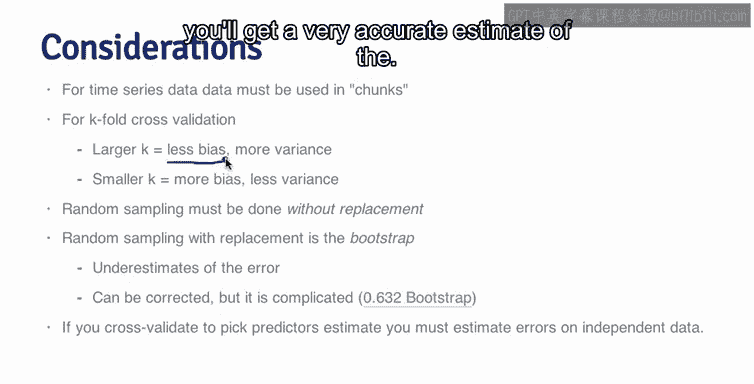 you'll get a very accurate estimate of
the.
Considerations
· For time series data data must be used in "chunks"
· For k-fold cross validation
- Larger k = less bias, more variance
- Smaller k = more bias, less variance
· Random sampling must be done without replacement
· Random sampling with replacement is the bootstrap
- Underestimates of the error
- Can be corrected, but it is complicated (0.632 Bootstrap)
· If you cross-validate to pick predictors estimate you must estimate errors on independent data.